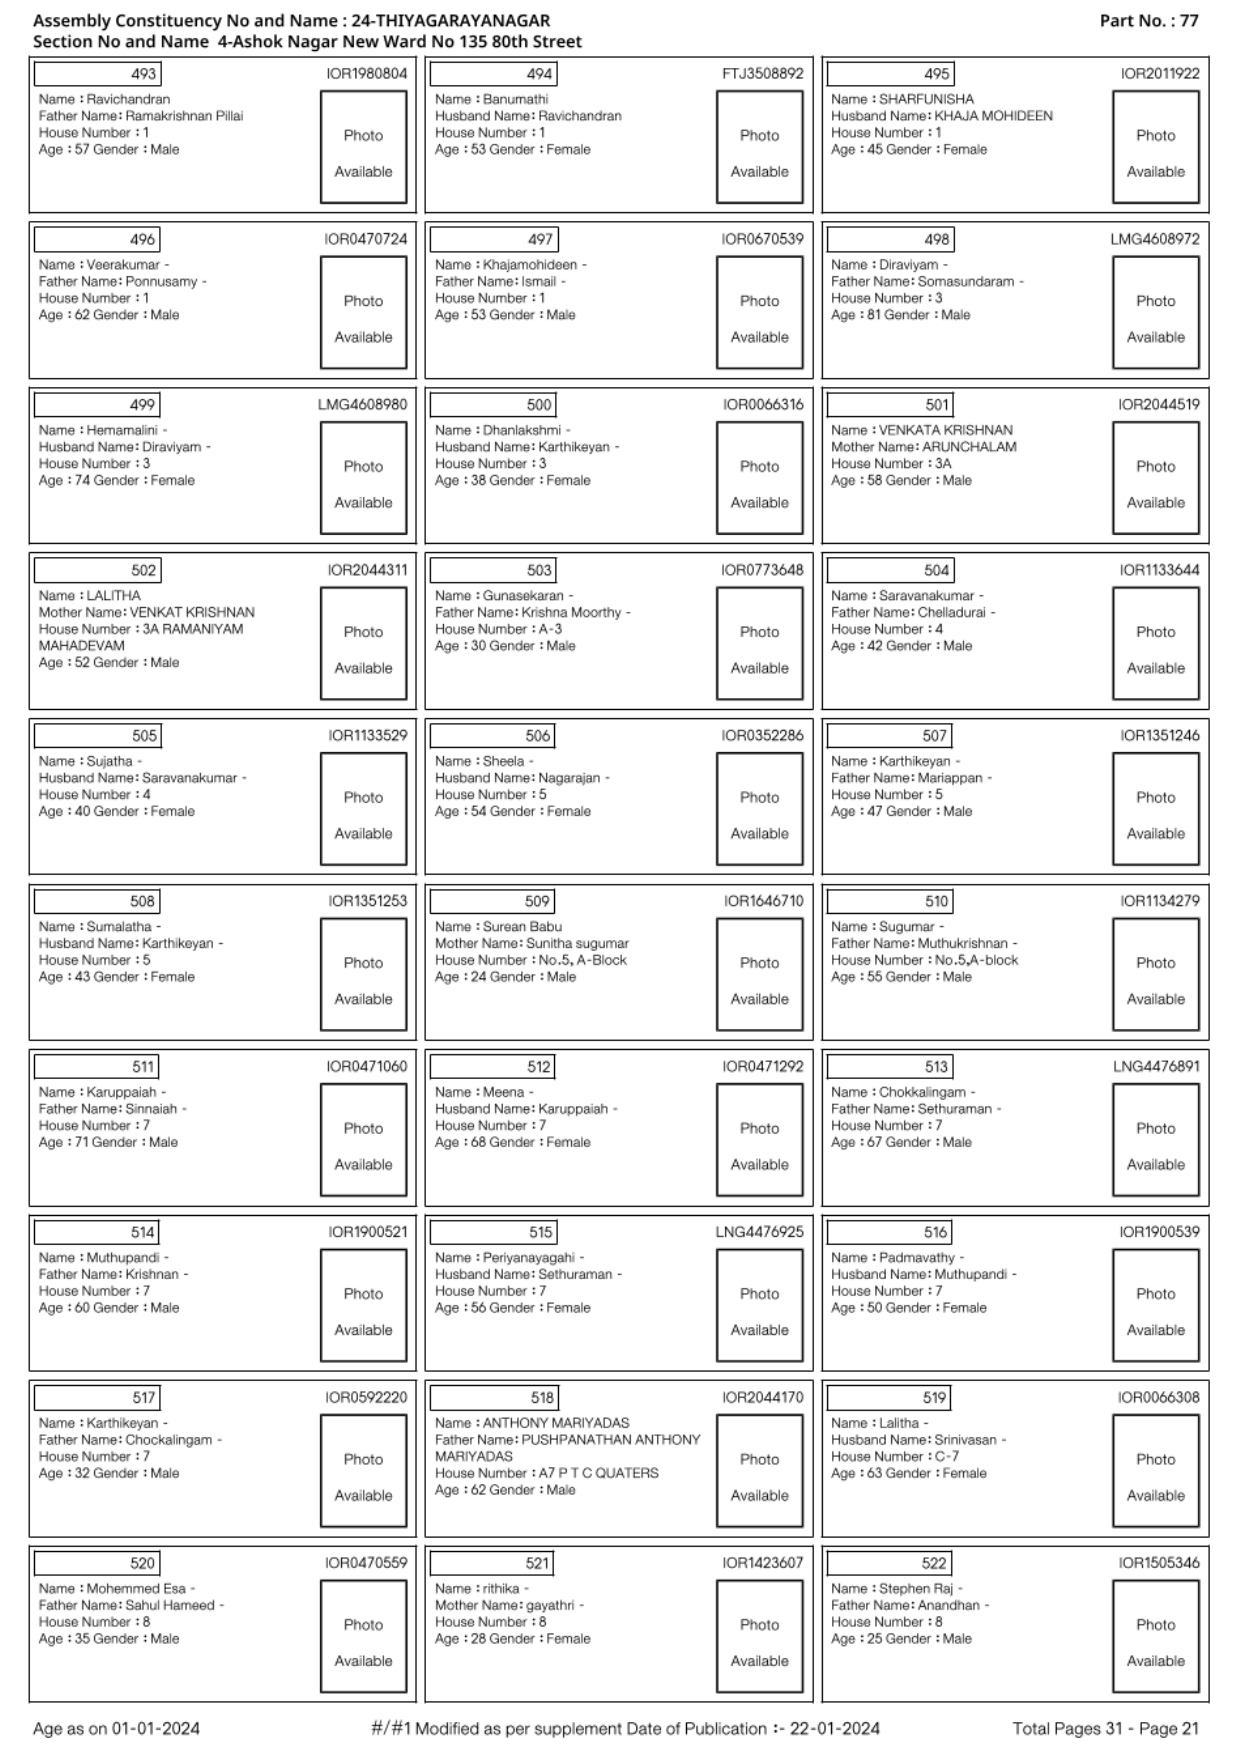 Assembly Constituency No and Name : 24-THIYAGARAYANAGAR
Part No. : 77
Section No and Name 4-Ashok Nagar New Ward No 135 80th Street
493
IOR1980804
Name : Ravichandran
Father Name: Ramakrishnan Pillai
House Number : 1
Age : 57 Gender : Male
Photo
Available
494
FTJ3508892
Name : Banumathi
Husband Name: Ravichandran
House Number : 1
Age : 53 Gender : Female
Photo
Available
495
IOR2011922
Name : SHARFUNISHA
Husband Name: KHAJA MOHIDEEN
House Number : 1
Age : 45 Gender : Female
Photo
Available
496
IOR0470724
Name : Veerakumar -
Father Name: Ponnusamy -
House Number : 1
Age : 62 Gender : Male
Photo
Available
497
IOR0670539
Name : Khajamohideen -
Father Name: Ismail -
House Number : 1
Age : 53 Gender : Male
Photo
Available
498
LMG4608972
Name : Diraviyam -
Father Name: Somasundaram -
House Number : 3
Age : 81 Gender : Male
Photo
Available
499
LMG4608980
Name : Hemamalini -
Husband Name: Diraviyam -
House Number : 3
Age : 74 Gender : Female
Photo
Available
500
IOR0066316
Name : Dhanlakshmi -
Husband Name: Karthikeyan -
House Number : 3
Age : 38 Gender : Female
Photo
Available
501
IOR2044519
Name : VENKATA KRISHNAN
Mother Name: ARUNCHALAM
House Number : 3A
Age : 58 Gender : Male
Photo
Available
502
IOR2044311
Name : LALITHA
Mother Name: VENKAT KRISHNAN
House Number : 3A RAMANIYAM
MAHADEVAM
Age : 52 Gender : Male
Photo
Available
503
IOR0773648
Name : Gunasekaran -
Father Name: Krishna Moorthy -
House Number : A-3
Age : 30 Gender : Male
Photo
Available
504
IOR1133644
Name : Saravanakumar -
Father Name: Chelladurai -
House Number : 4
Age : 42 Gender : Male
Photo
Available
505
IOR1133529
Name : Sujatha -
Husband Name: Saravanakumar -
House Number : 4
Age : 40 Gender : Female
Photo
Available
506
IOR0352286
Name : Sheela -
Husband Name: Nagarajan -
House Number : 5
Age : 54 Gender : Female
Photo
Available
507
IOR1351246
Name : Karthikeyan -
Father Name: Mariappan -
House Number : 5
Age : 47 Gender : Male
Photo
Available
508
IOR1351253
Name : Sumalatha -
Husband Name: Karthikeyan -
House Number : 5
Age : 43 Gender : Female
Photo
Available
509
IOR1646710
Name : Surean Babu
Mother Name: Sunitha sugumar
House Number : No.5, A-Block
Age : 24 Gender : Male
Photo
Available
510
IOR1134279
Name : Sugumar -
Father Name: Muthukrishnan -
House Number : No.5,A-block
Age : 55 Gender : Male
Photo
Available
511
IOR0471060
Name : Karuppaiah -
Father Name: Sinnaiah -
House Number : 7
Age : 71 Gender : Male
Photo
Available
512
IOR0471292
Name : Meena -
Husband Name: Karuppaiah -
House Number : 7
Age : 68 Gender : Female
Photo
Available
513
LNG4476891
Name : Chokkalingam -
Father Name: Sethuraman -
House Number : 7
Age : 67 Gender : Male
Photo
Available
514
IOR1900521
Name : Muthupandi -
Father Name: Krishnan -
House Number : 7
Age : 60 Gender : Male
Photo
Available
515
LNG4476925
Name : Periyanayagahi -
Husband Name: Sethuraman -
House Number : 7
Age : 56 Gender : Female
Photo
Available
516
IOR1900539
Name : Padmavathy -
Husband Name: Muthupandi -
House Number : 7
Age : 50 Gender : Female
Photo
Available
517
IOR0592220
Name : Karthikeyan -
Father Name: Chockalingam -
House Number : 7
Age : 32 Gender : Male
Photo
Available
518
IOR2044170
Name : ANTHONY MARIYADAS
Father Name: PUSHPANATHAN ANTHONY
MARIYADAS
House Number : A7 P T C QUATERS
Age : 62 Gender : Male
Photo
Available
519
IOR0066308
Name : Lalitha -
Husband Name: Srinivasan -
House Number : C-7
Age : 63 Gender : Female
Photo
Available
520
IOR0470559
Name : Mohemmed Esa -
Father Name: Sahul Hameed -
House Number : 8
Age : 35 Gender : Male
Photo
Available
521
IOR1423607
Name : rithika -
Mother Name: gayathri -
House Number : 8
Age : 28 Gender : Female
Photo
Available
522
IOR1505346
Name : Stephen Raj -
Father Name: Anandhan -
House Number : 8
Age : 25 Gender : Male
Photo
Available
Age as on 01-01-2024
#/#1 Modified as per supplement Date of Publication :- 22-01-2024
Total Pages 31 - Page 21